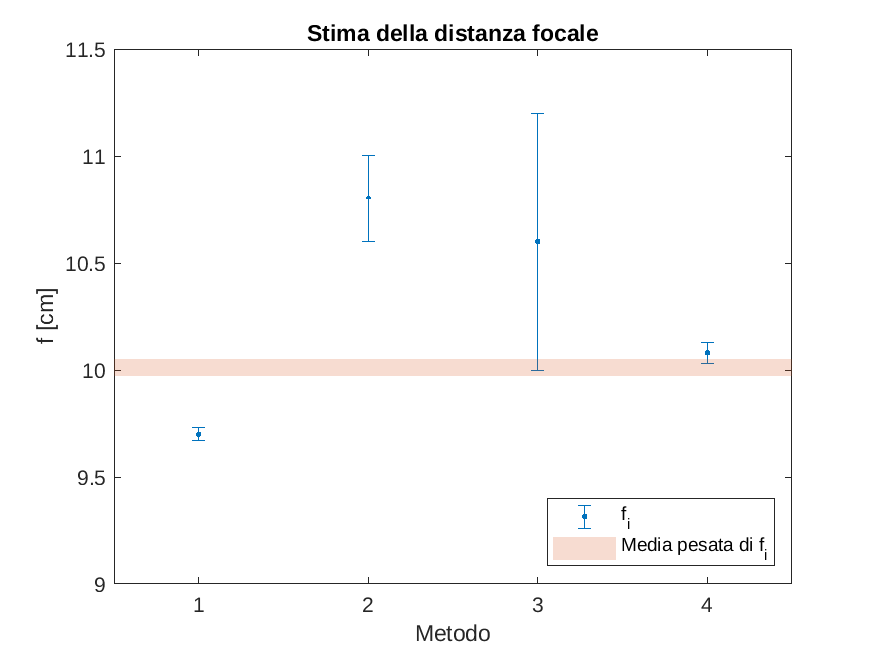 Stima della distanza focale
11.5
11
10.5
10
9.5
9
f [cm]
1 2 3 4
Metodo
f_i
Media pesata di f_i